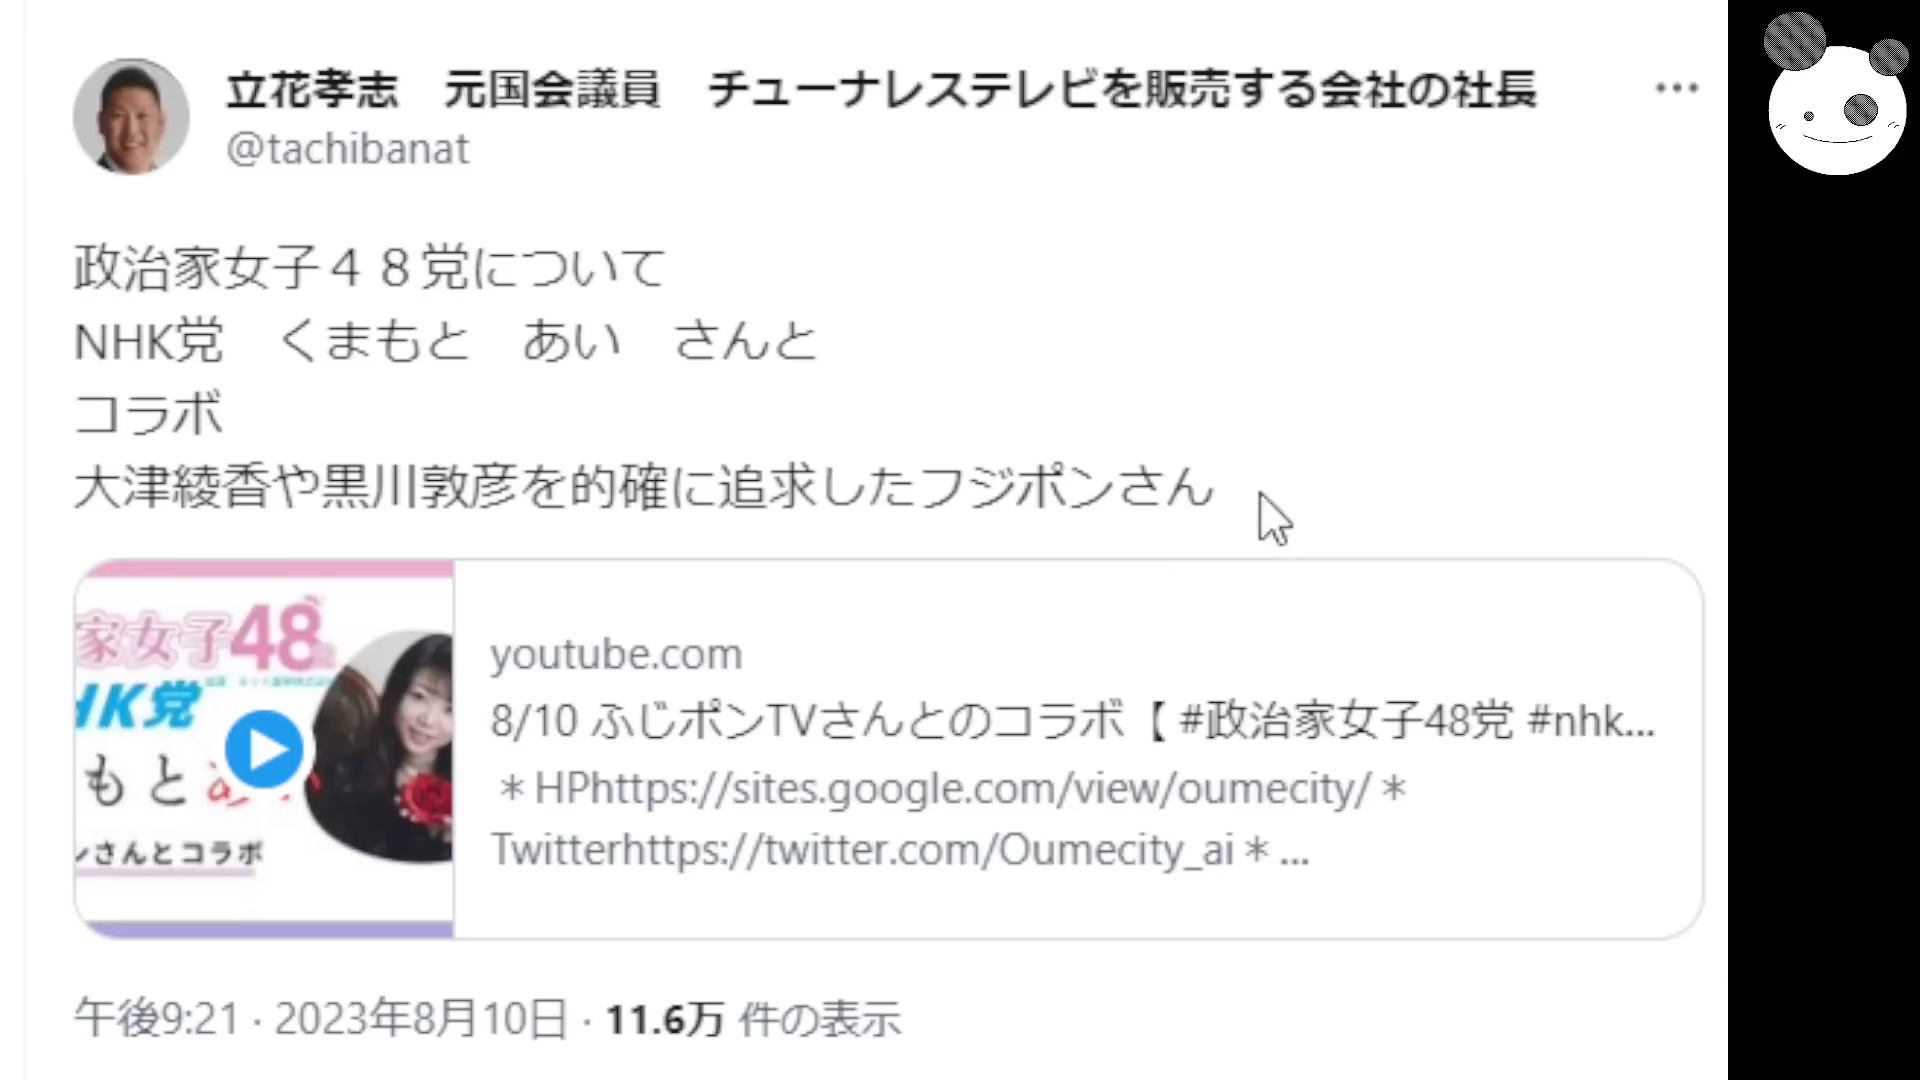 立花孝志　元国会議員　チューナレステレビを販売する会社の社長
@tachibanat
政治家女子４８党について
NHK党　くまもと　あい　さんと
コラボ
大津綾香や黒川敦彦を的確に追求したフジポンさん
家女子48
HK党
もと
ンさんとコラボ
youtube.com
8/10 ふじポンTVさんとのコラボ【 #政治家女子48党 #nhk...
＊HPhttps://sites.google.com/view/oumecity/＊
Twitterhttps://twitter.com/Oumecity_ai＊...
午後9:21 · 2023年8月10日 · 11.6万 件の表示